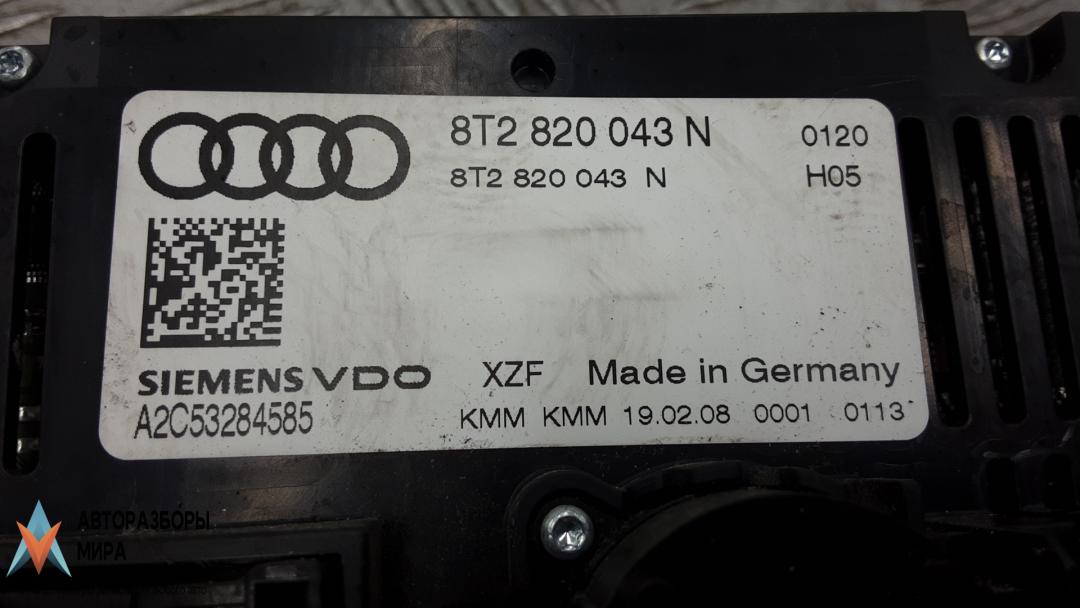 8T2 820 043 N 0120
8T2 820 043 N H05
SIEMENS VDO XZF Made in Germany
A2C53284585 KMM KMM 19.02.08 0001 0113
АВТОРАЗБОРЫ
МИРА